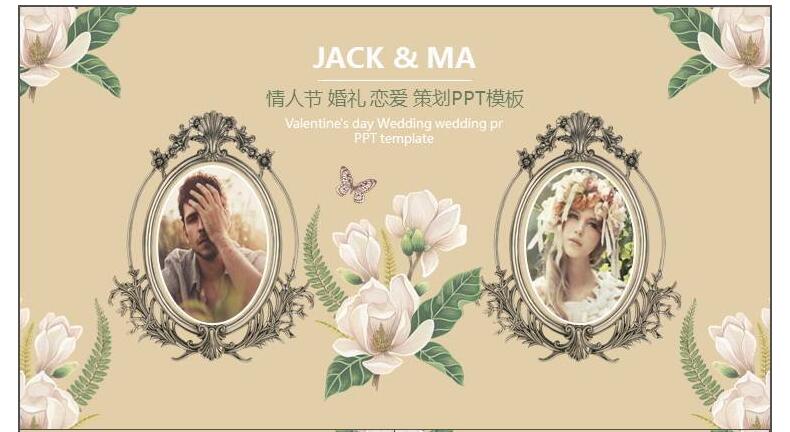 JACK & MA
情人节 婚礼 恋爱 策划PPT模板
Valentine's day Wedding wedding pr
PPT template